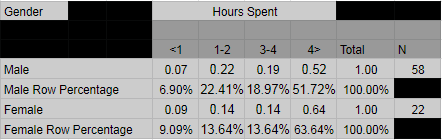 Gender Hours Spent
<1 1-2 3-4 4> Total N
Male 0.07 0.22 0.19 0.52 1.00 58
Male Row Percentage 6.90% 22.41% 18.97% 51.72% 100.00%
Female 0.09 0.14 0.14 0.64 1.00 22
Female Row Percentage 9.09% 13.64% 13.64% 63.64% 100.00%